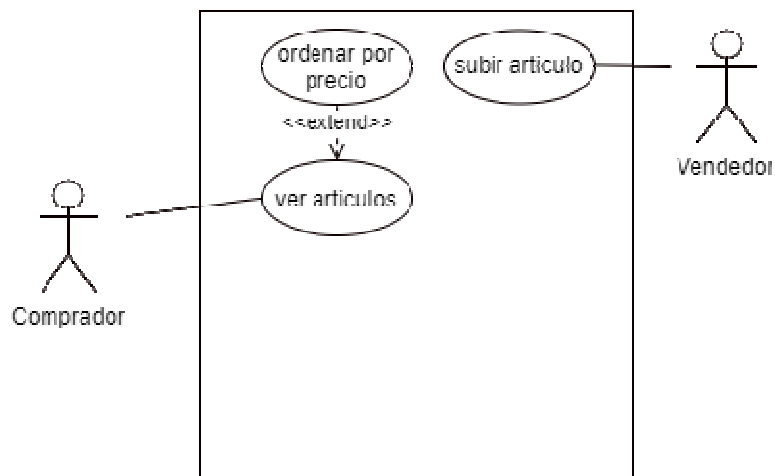 ordenar por
precio
subir articulo
<<extend>>
ver articulos
Vendedor
Comprador